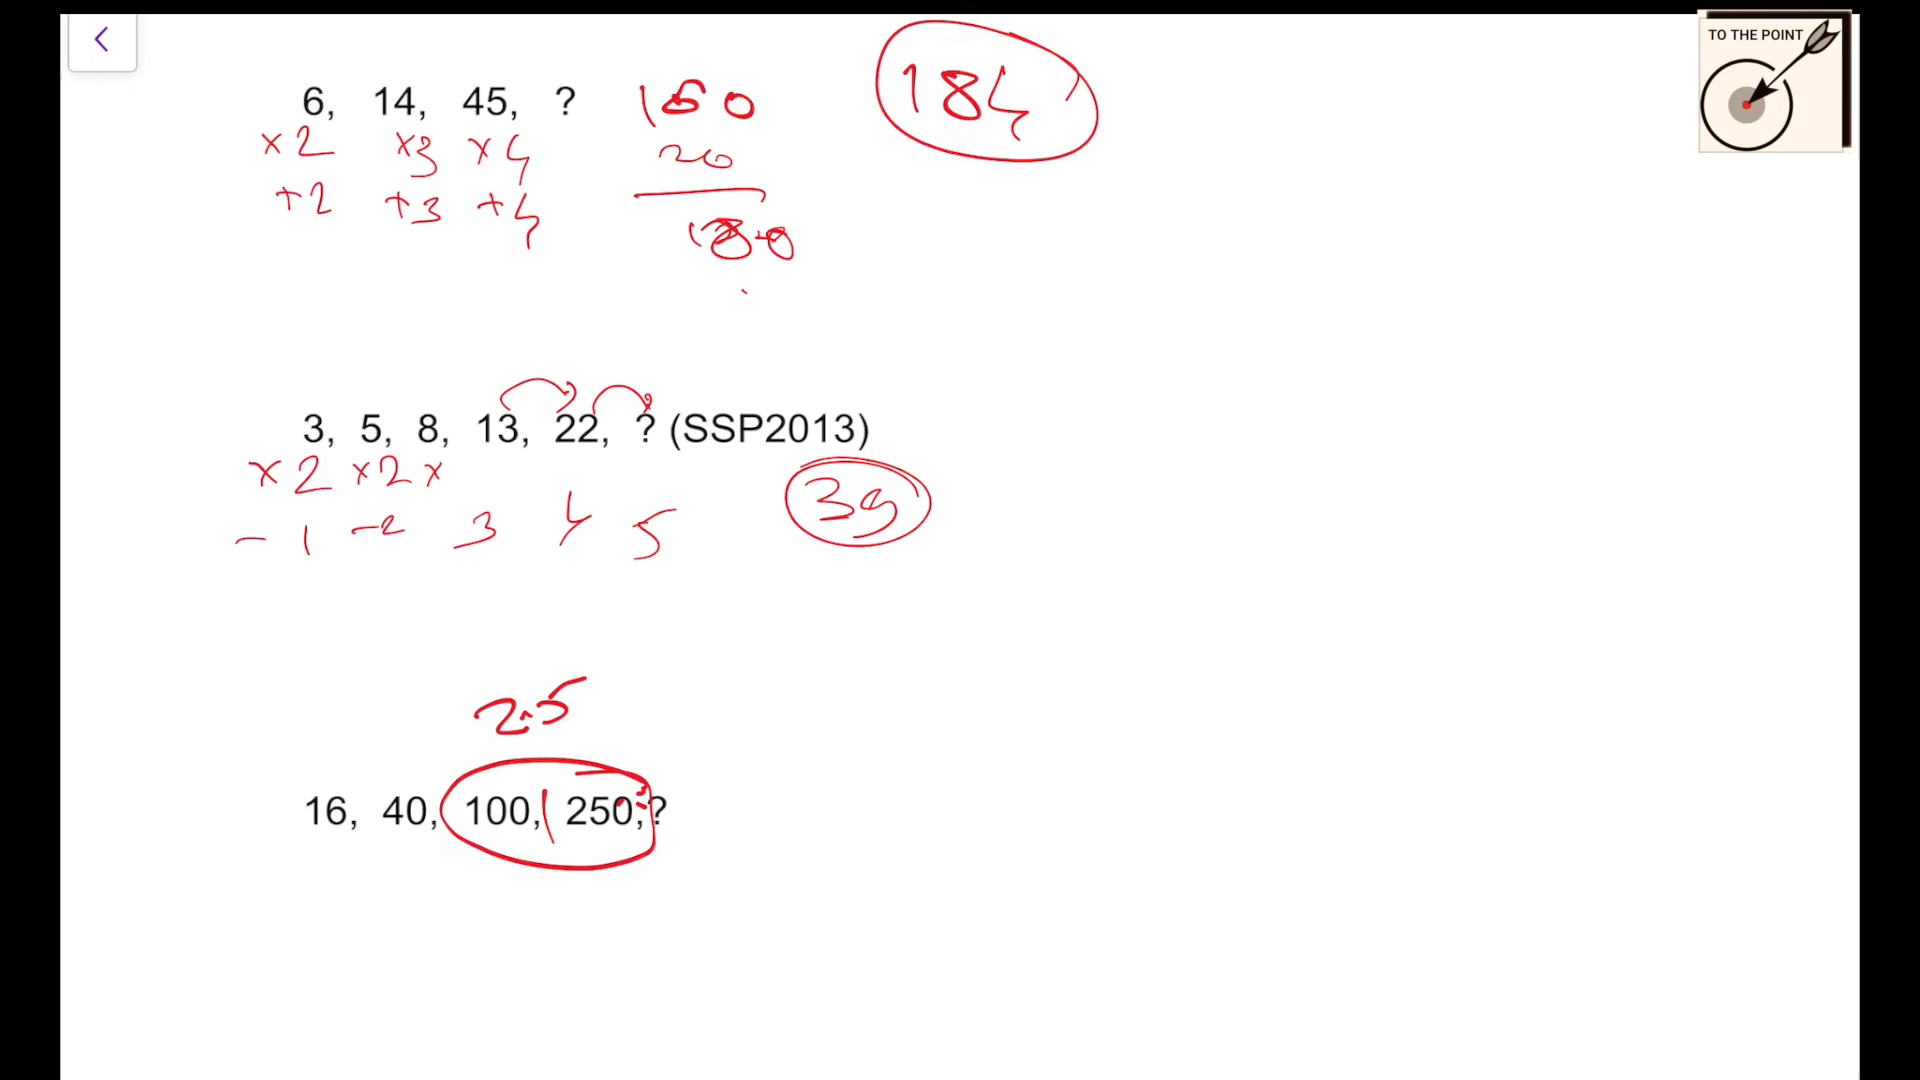 TO THE POINT
6, 14, 45, ? 160
184
×2 ×3 ×4 20
+2 +3 +4
3, 5, 8, 13, 22, ? (SSP2013)
×2 ×2 ×
39
-1 -2 3 4 5
2.5
16, 40, 100, 250, ?